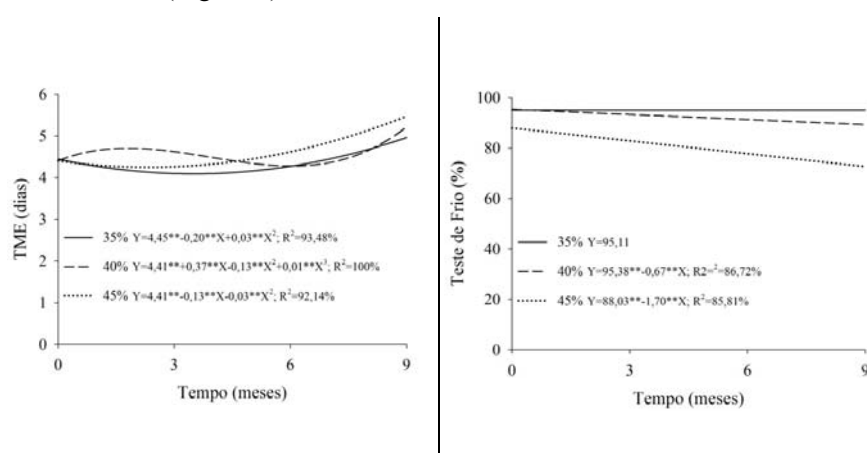 6
5
4
3
2
1
0
TME (dias)
35% Y=4,45**-0,20**X+0,03**X²; R²=93,48%
40% Y=4,41**+0,37**X-0,13**X²+0,01**X³; R²=100%
45% Y=4,41**-0,13**X-0,03**X²; R²=92,14%
0 3 6 9
Tempo (meses)
100
80
60
40
20
0
Teste de Frio (%)
35% Y=95,11
40% Y=95,38**-0,67**X; R2=²=86,72%
45% Y=88,03**-1,70**X; R²=85,81%
0 3 6 9
Tempo (meses)